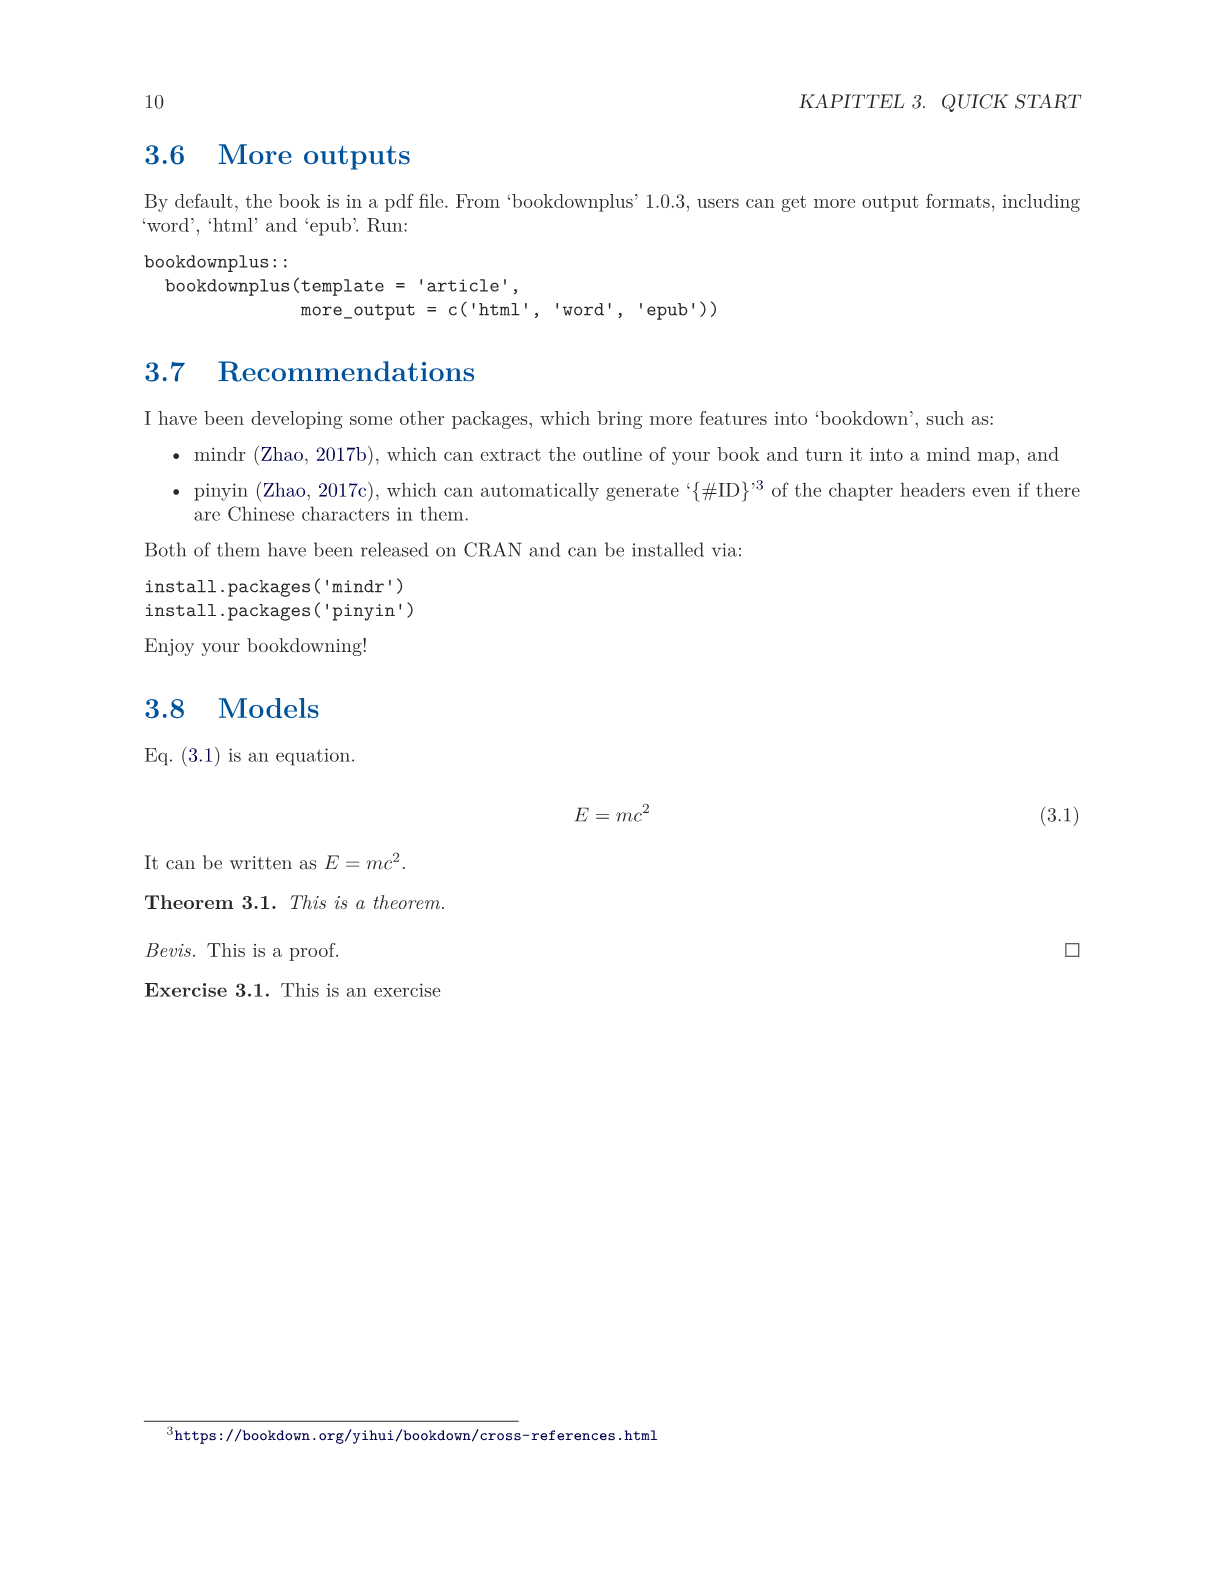 10 KAPITTEL 3. QUICK START
3.6 More outputs
By default, the book is in a pdf file. From ‘bookdownplus’ 1.0.3, users can get more output formats, including
‘word’, ‘html’ and ‘epub’. Run:
bookdownplus::
  bookdownplus(template = 'article',
               more_output = c('html', 'word', 'epub'))
3.7 Recommendations
I have been developing some other packages, which bring more features into ‘bookdown’, such as:
• mindr (Zhao, 2017b), which can extract the outline of your book and turn it into a mind map, and
• pinyin (Zhao, 2017c), which can automatically generate ‘{#ID}’³ of the chapter headers even if there
are Chinese characters in them.
Both of them have been released on CRAN and can be installed via:
install.packages('mindr')
install.packages('pinyin')
Enjoy your bookdowning!
3.8 Models
Eq. (3.1) is an equation.
E = mc² (3.1)
It can be written as E = mc².
Theorem 3.1. This is a theorem.
Bevis. This is a proof. □
Exercise 3.1. This is an exercise
³https://bookdown.org/yihui/bookdown/cross-references.html